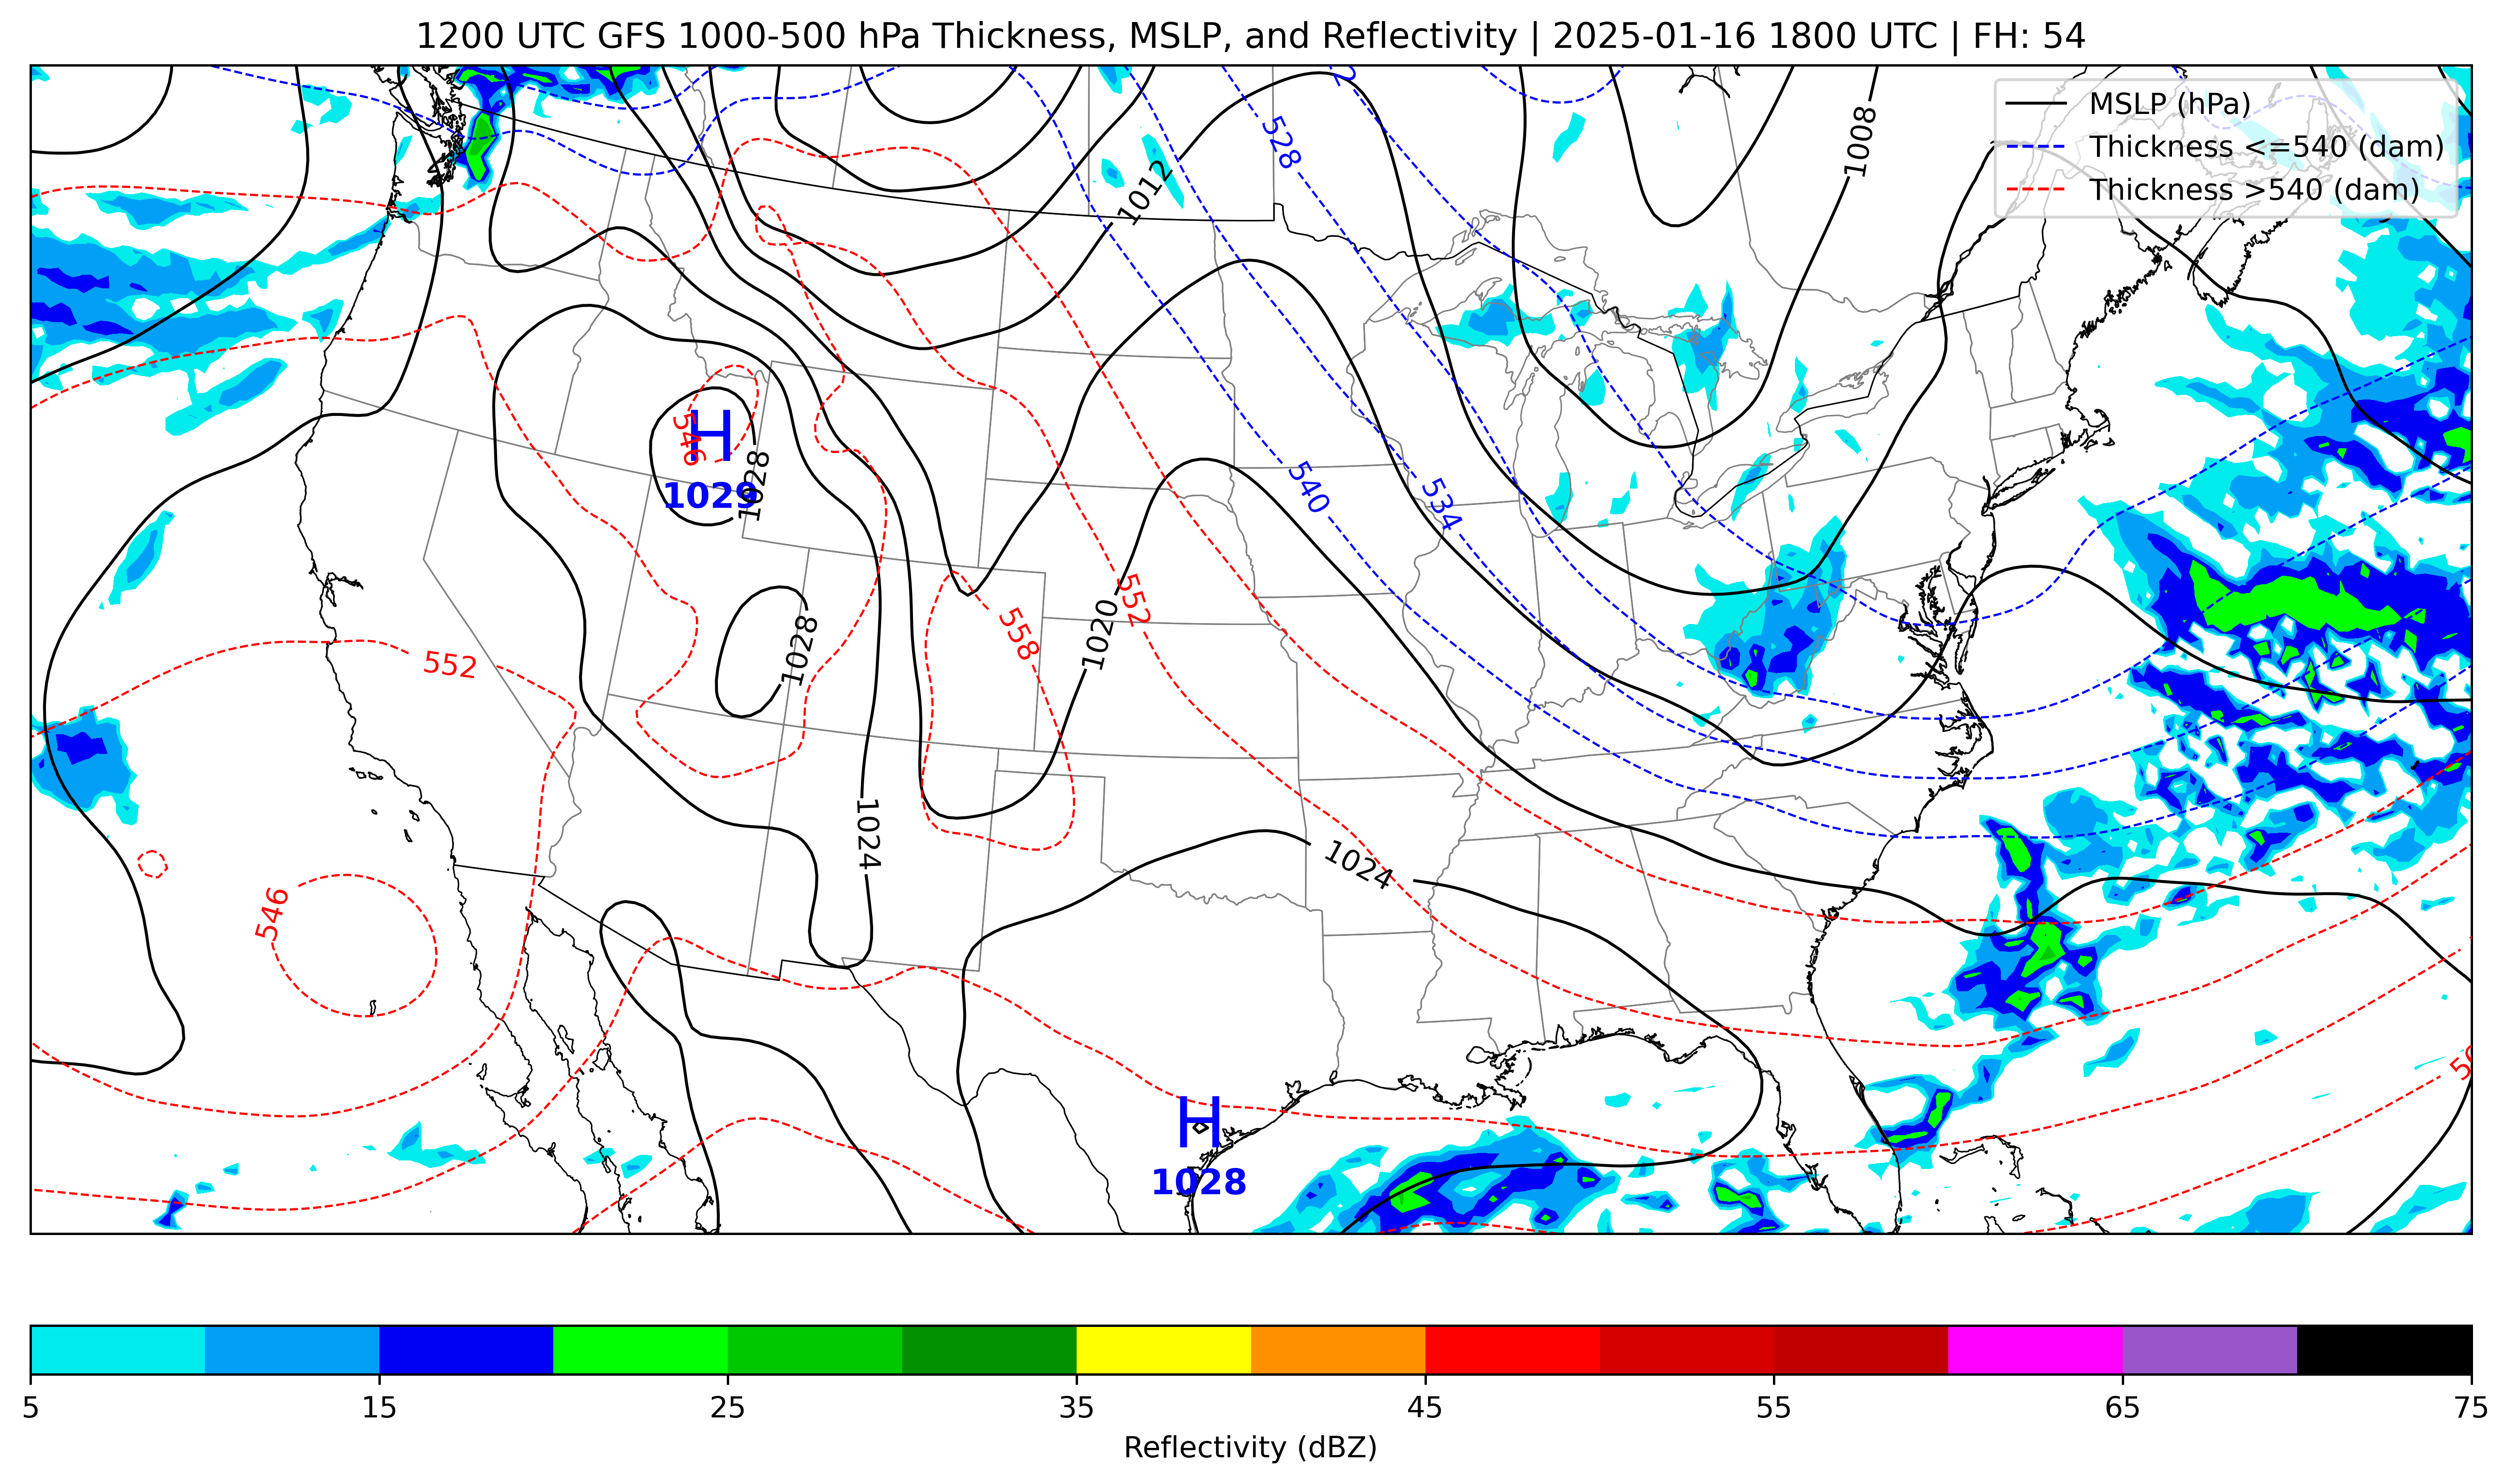 1200 UTC GFS 1000-500 hPa Thickness, MSLP, and Reflectivity | 2025-01-16 1800 UTC | FH: 54
MSLP (hPa)
Thickness <=540 (dam)
Thickness >540 (dam)
1008
528
1012
546
H
1029
1028
540
534
552
558
1020
1028
552
1024
1024
546
H
1028
5 15 25 35 45 55 65 75
Reflectivity (dBZ)